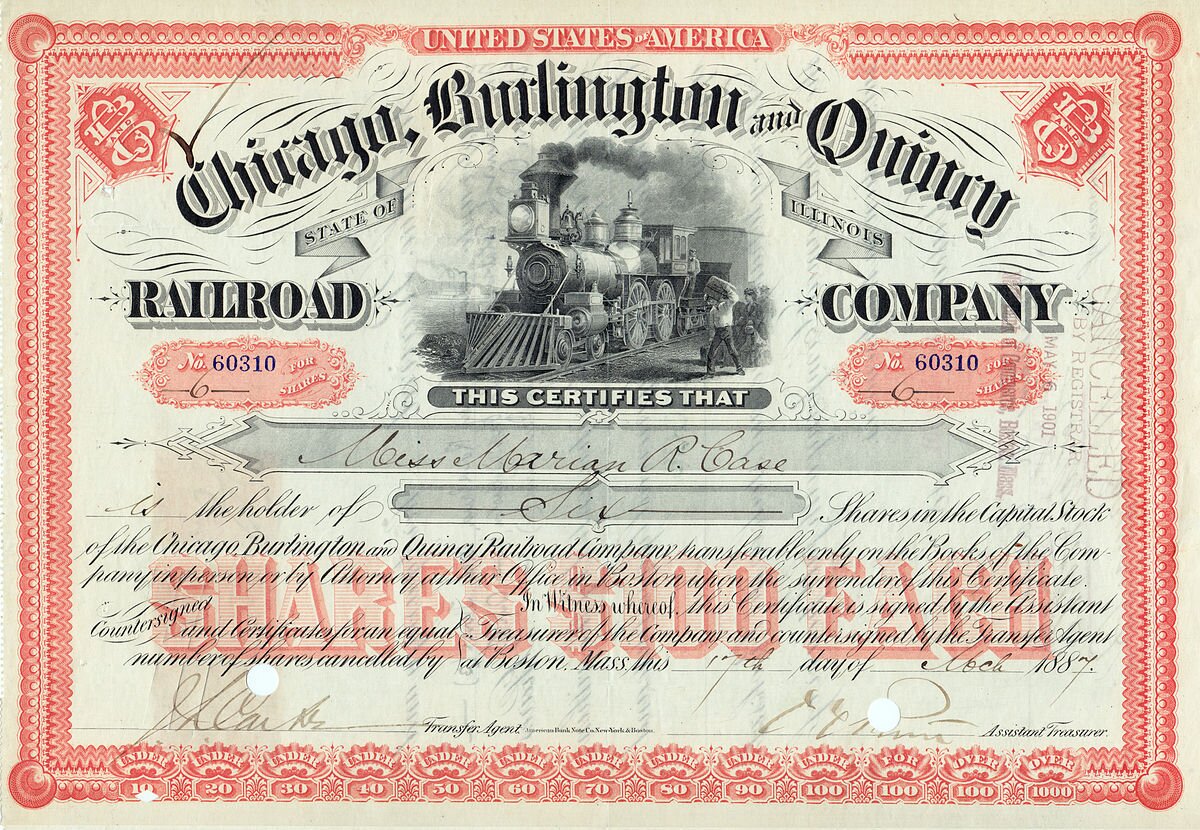 UNITED STATES OF AMERICA
Chicago, Burlington and Quincy
STATE OF ILLINOIS
RAILROAD COMPANY
No. 60310 FOR
6 SHARES
No. 60310 FOR
6 SHARES
THIS CERTIFIES THAT
Miss Marian R. Case
is the holder of Six Shares in the Capital Stock
of the Chicago, Burlington and Quincy Railroad Company, transferable only on the Books of the Com-
pany in person or by Attorney at their Office in Boston upon the surrender of this Certificate.
SHARES $100 EACH
In Witness whereof, this Certificate is signed by the Assistant
Treasurer of the Company and countersigned by the Transfer Agent
at Boston, Mass, this 17th day of Mch 1887.
Countersigned
and Certificates for an equal
number of shares cancelled by
Transfer Agent.
American Bank Note Co. New-York & Boston.
Assistant Treasurer.
CANCELLED
BY REGISTRAR
MAY 6 1901
Boston, Mass.
UNDER 10
UNDER 20
UNDER 30
UNDER 40
UNDER 50
UNDER 60
UNDER 70
UNDER 80
UNDER 90
UNDER 100
FOR 100
OVER 100
OVER 1000